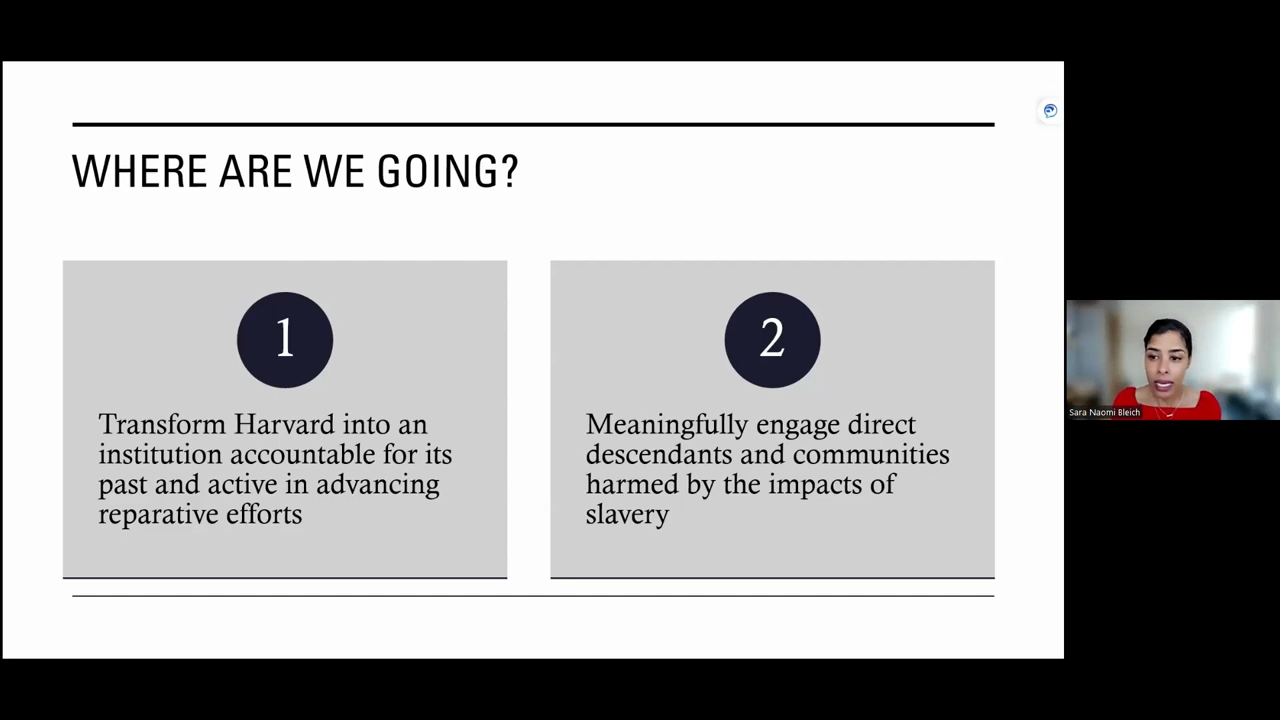 WHERE ARE WE GOING?
1
Transform Harvard into an
institution accountable for its
past and active in advancing
reparative efforts
2
Meaningfully engage direct
descendants and communities
harmed by the impacts of
slavery
Sara Naomi Bleich